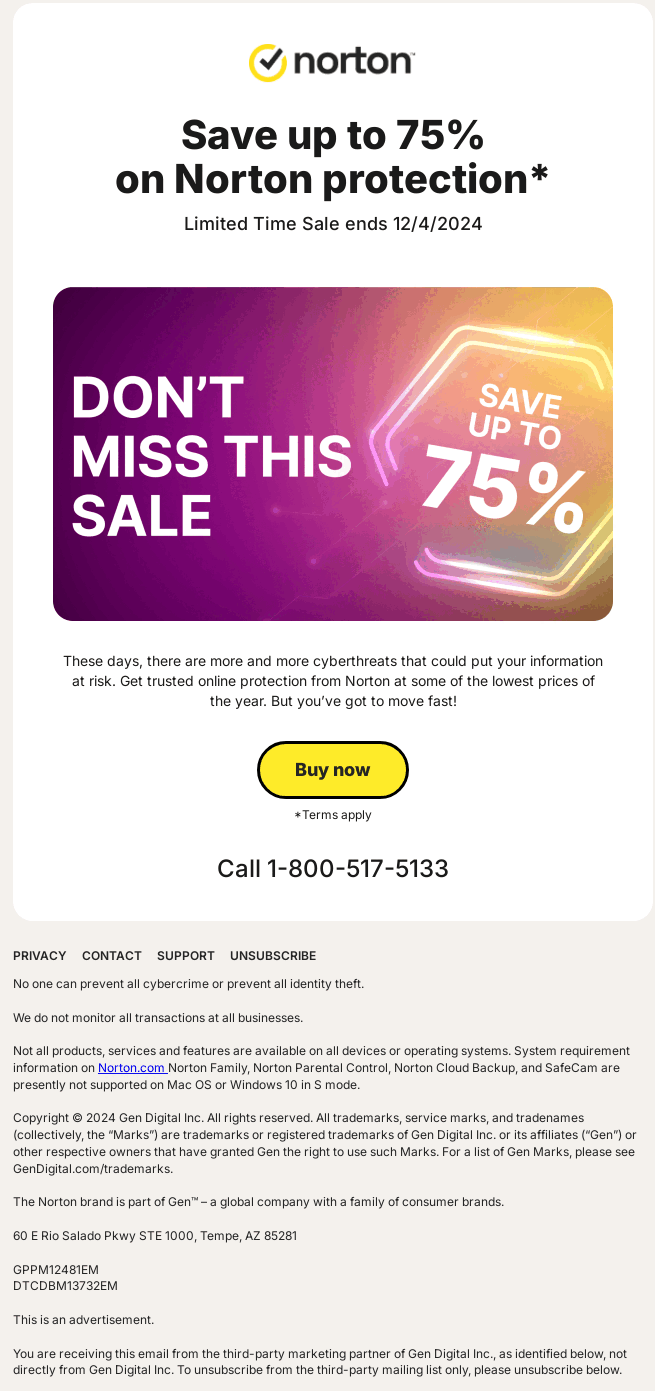 norton™
Save up to 75%
on Norton protection*
Limited Time Sale ends 12/4/2024
DON’T
MISS THIS
SALE
SAVE
UP TO
75%
These days, there are more and more cyberthreats that could put your information
at risk. Get trusted online protection from Norton at some of the lowest prices of
the year. But you’ve got to move fast!
Buy now
*Terms apply
Call 1-800-517-5133
PRIVACY CONTACT SUPPORT UNSUBSCRIBE
No one can prevent all cybercrime or prevent all identity theft.
We do not monitor all transactions at all businesses.
Not all products, services and features are available on all devices or operating systems. System requirement
information on Norton.com Norton Family, Norton Parental Control, Norton Cloud Backup, and SafeCam are
presently not supported on Mac OS or Windows 10 in S mode.
Copyright © 2024 Gen Digital Inc. All rights reserved. All trademarks, service marks, and tradenames
(collectively, the “Marks”) are trademarks or registered trademarks of Gen Digital Inc. or its affiliates (“Gen”) or
other respective owners that have granted Gen the right to use such Marks. For a list of Gen Marks, please see
GenDigital.com/trademarks.
The Norton brand is part of Gen™ – a global company with a family of consumer brands.
60 E Rio Salado Pkwy STE 1000, Tempe, AZ 85281
GPPM12481EM
DTCDBM13732EM
This is an advertisement.
You are receiving this email from the third-party marketing partner of Gen Digital Inc., as identified below, not
directly from Gen Digital Inc. To unsubscribe from the third-party mailing list only, please unsubscribe below.